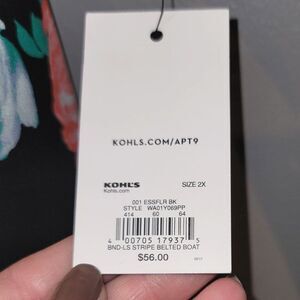 KOHLS.COM/APT9
KOHL'S
Kohls.com
SIZE 2X
001 ESSFLR BK
STYLE WA01Y069PP
414 60 64
4 00705 17937 5
BND-LS STRIPE BELTED BOAT
$56.00